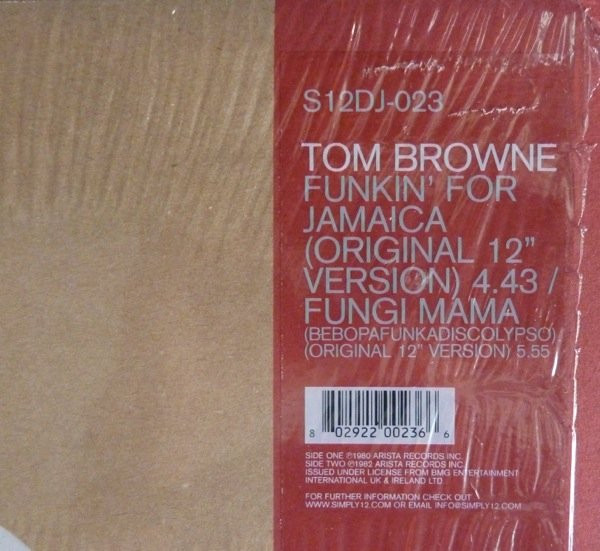 S12DJ-023
TOM BROWNE
FUNKIN' FOR
JAMAICA
(ORIGINAL 12"
VERSION) 4.43 /
FUNGI MAMA
(BEBOPAFUNKADISCOLYPSO)
(ORIGINAL 12" VERSION) 5.55
8 02922 00236 6
SIDE ONE ℗1980 ARISTA RECORDS INC.
SIDE TWO ℗1982 ARISTA RECORDS INC.
ISSUED UNDER LICENSE FROM BMG ENTERTAINMENT
INTERNATIONAL UK & IRELAND LTD
FOR FURTHER INFORMATION CHECK OUT
WWW.SIMPLY12.COM OR EMAIL INFO@SIMPLY12.COM